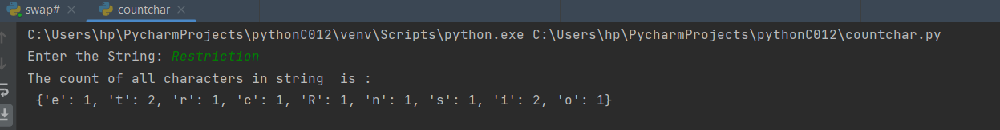 swap# countchar
C:\Users\hp\PycharmProjects\pythonC012\venv\Scripts\python.exe C:\Users\hp\PycharmProjects\pythonC012\countchar.py
Enter the String: Restriction
The count of all characters in string  is :
 {'e': 1, 't': 2, 'r': 1, 'c': 1, 'R': 1, 'n': 1, 's': 1, 'i': 2, 'o': 1}